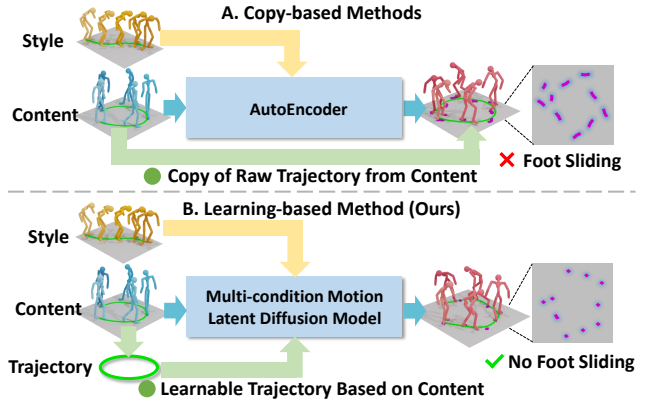 A. Copy-based Methods
Style
Content
AutoEncoder
Foot Sliding
Copy of Raw Trajectory from Content
B. Learning-based Method (Ours)
Style
Content
Multi-condition Motion
Latent Diffusion Model
Trajectory
No Foot Sliding
Learnable Trajectory Based on Content